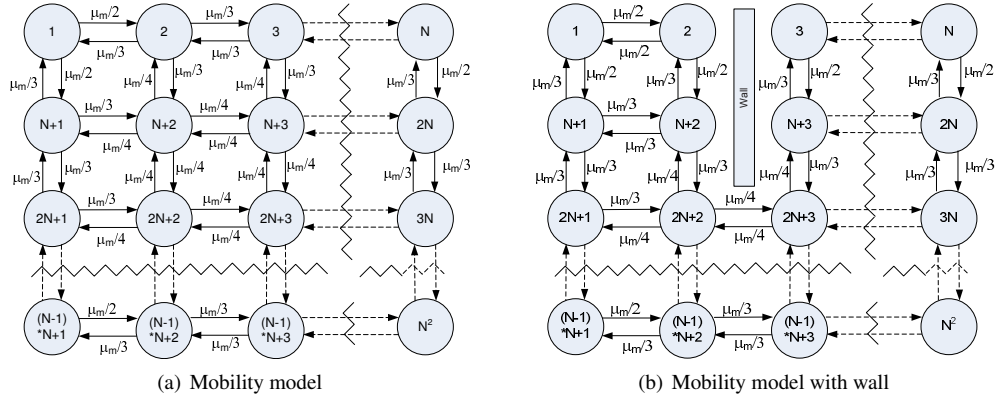 μm/2 μm/3
1 2 3 N
μm/3 μm/3
μm/3 μm/2 μm/4 μm/3 μm/4 μm/3 μm/3 μm/2
μm/3 μm/4
N+1 N+2 N+3 2N
μm/4 μm/4
μm/3 μm/3 μm/4 μm/4 μm/4 μm/4 μm/3 μm/3
μm/3 μm/4
2N+1 2N+2 2N+3 3N
μm/4 μm/4
μm/2 μm/3
(N-1) (N-1) (N-1) N²
*N+1 *N+2 *N+3
μm/3 μm/3
(a) Mobility model
μm/2
1 2 3 N
μm/2
μm/3 μm/2 μm/3 μm/2 μm/3 μm/2 μm/3 μm/2
Wall
μm/3
N+1 N+2 N+3 2N
μm/3
μm/3 μm/3 μm/4 μm/3 μm/4 μm/3 μm/3 μm/3
μm/3 μm/4
2N+1 2N+2 2N+3 3N
μm/4 μm/4
μm/2 μm/3
(N-1) (N-1) (N-1) N²
*N+1 *N+2 *N+3
μm/3 μm/3
(b) Mobility model with wall